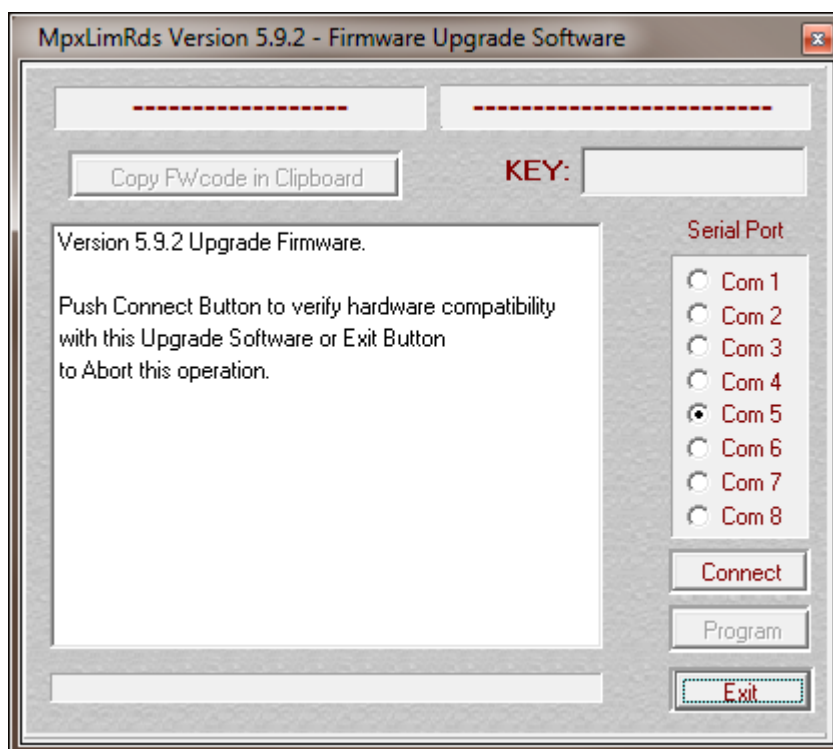 MpxLimRds Version 5.9.2 - Firmware Upgrade Software
------------------ -------------------------
Copy FWcode in Clipboard
KEY:
Version 5.9.2 Upgrade Firmware.
Push Connect Button to verify hardware compatibility
with this Upgrade Software or Exit Button
to Abort this operation.
Serial Port
Com 1
Com 2
Com 3
Com 4
Com 5
Com 6
Com 7
Com 8
Connect
Program
Exit